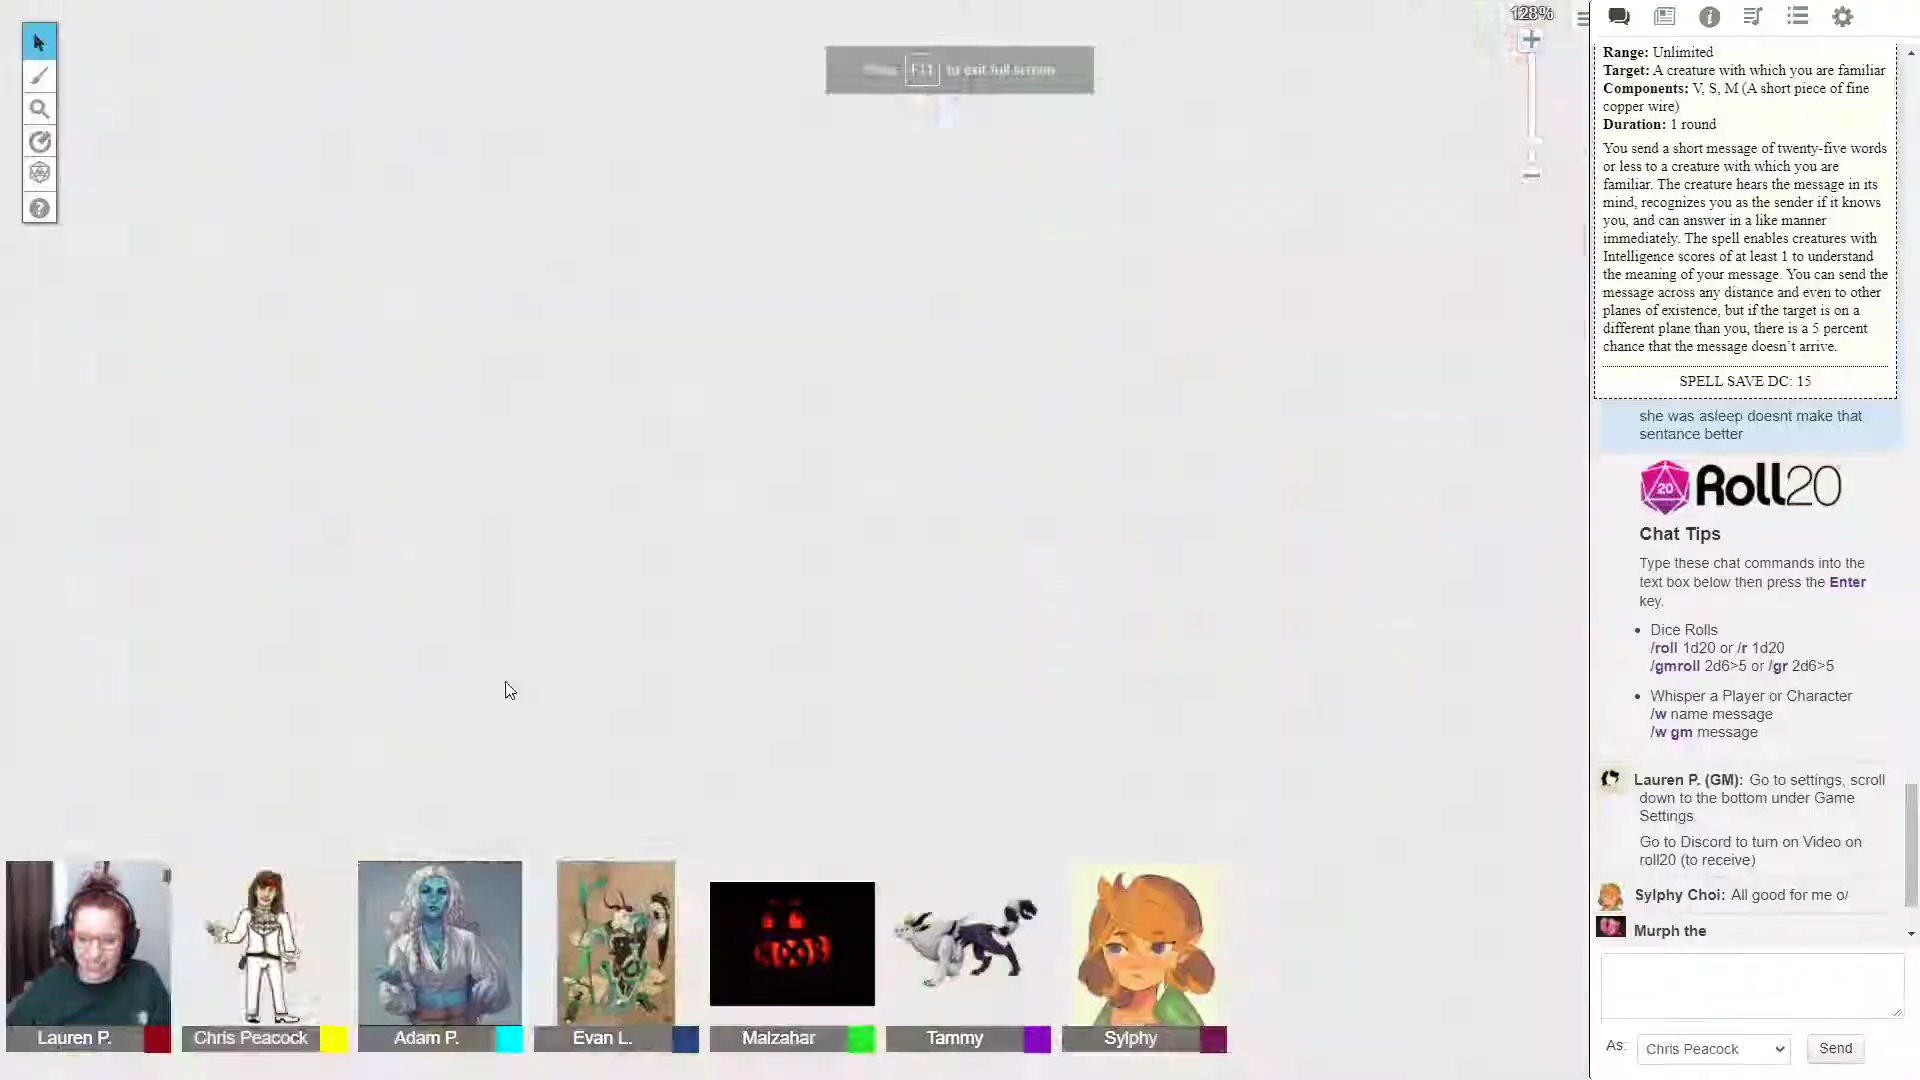 128%
F11 to exit full screen
Range: Unlimited
Target: A creature with which you are familiar
Components: V, S, M (A short piece of fine
copper wire)
Duration: 1 round
You send a short message of twenty-five words
or less to a creature with which you are
familiar. The creature hears the message in its
mind, recognizes you as the sender if it knows
you, and can answer in a like manner
immediately. The spell enables creatures with
Intelligence scores of at least 1 to understand
the meaning of your message. You can send the
message across any distance and even to other
planes of existence, but if the target is on a
different plane than you, there is a 5 percent
chance that the message doesn't arrive.
SPELL SAVE DC: 15
she was asleep doesnt make that
sentance better
20 Roll20
Chat Tips
Type these chat commands into the
text box below then press the Enter
key.
• Dice Rolls
/roll 1d20 or /r 1d20
/gmroll 2d6>5 or /gr 2d6>5
• Whisper a Player or Character
/w name message
/w gm message
Lauren P. (GM): Go to settings, scroll
down to the bottom under Game
Settings.
Go to Discord to turn on Video on
roll20 (to receive)
Sylphy Choi: All good for me o/
Murph the
As: Chris Peacock Send
Lauren P.
Chris Peacock
Adam P.
Evan L.
Malzahar
Tammy
Sylphy